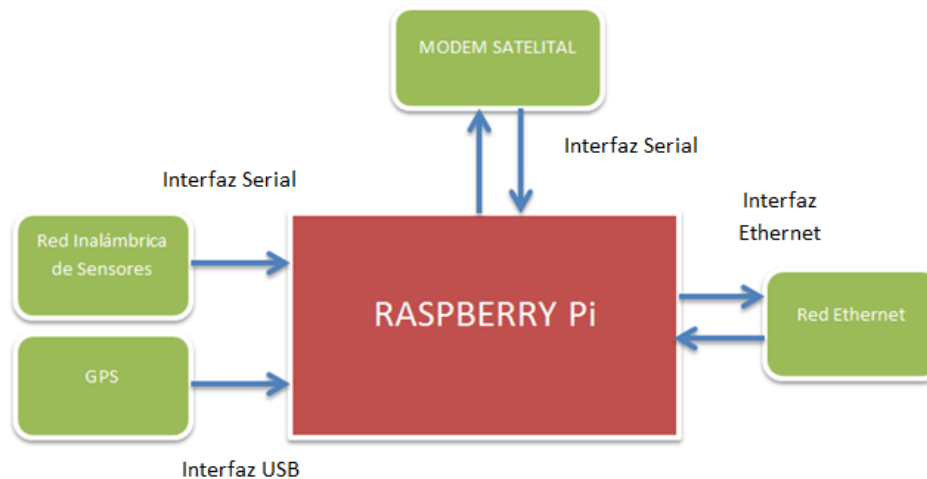 MODEM SATELITAL
Interfaz Serial
Interfaz Serial
Interfaz
Ethernet
Red Inalámbrica
de Sensores
RASPBERRY Pi
Red Ethernet
GPS
Interfaz USB